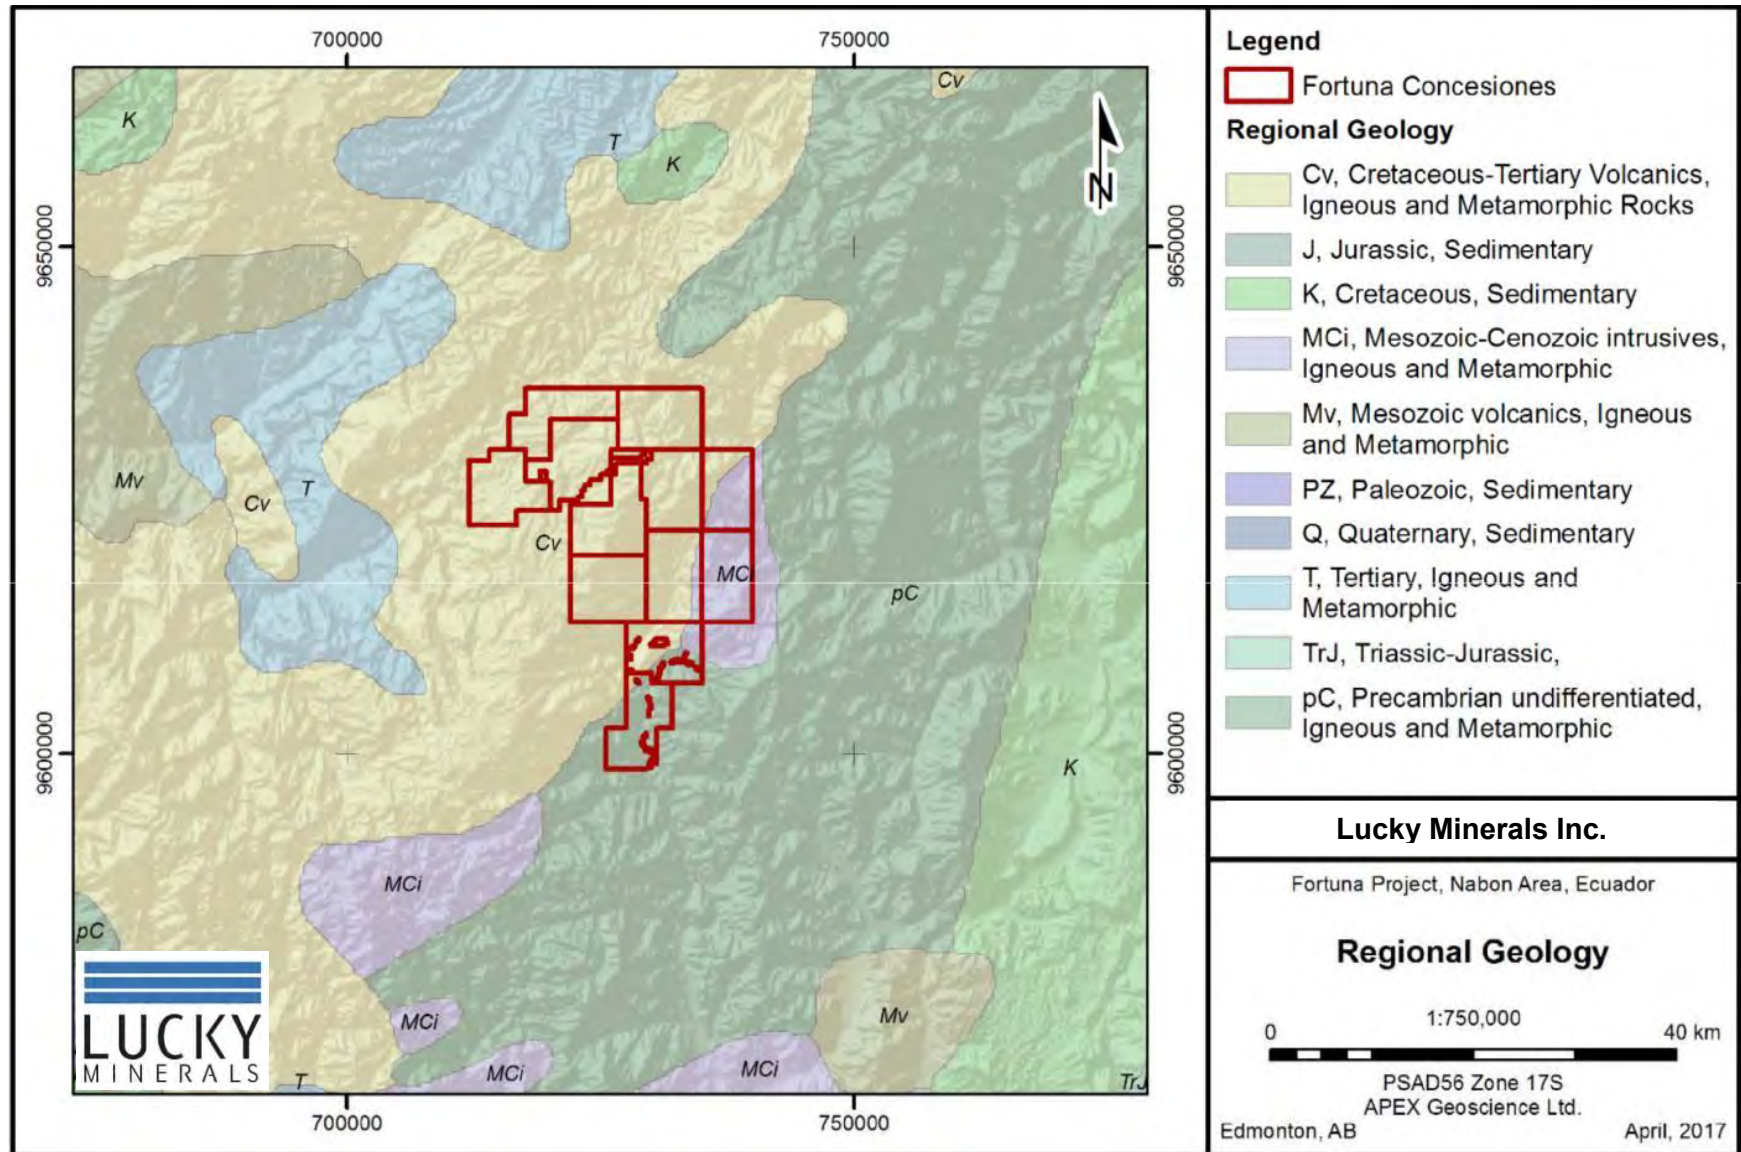 700000
750000
Cv
K
T
K
9650000
9650000
Mv
Cv
T
Cv
MC
pC
9600000
9600000
K
MCi
pC
MCi
Mv
MCi
MCi
T
TrJ
LUCKY
MINERALS
700000
750000
Legend
Fortuna Concesiones
Regional Geology
Cv, Cretaceous-Tertiary Volcanics,
Igneous and Metamorphic Rocks
J, Jurassic, Sedimentary
K, Cretaceous, Sedimentary
MCi, Mesozoic-Cenozoic intrusives,
Igneous and Metamorphic
Mv, Mesozoic volcanics, Igneous
and Metamorphic
PZ, Paleozoic, Sedimentary
Q, Quaternary, Sedimentary
T, Tertiary, Igneous and
Metamorphic
TrJ, Triassic-Jurassic,
pC, Precambrian undifferentiated,
Igneous and Metamorphic
N
Lucky Minerals Inc.
Fortuna Project, Nabon Area, Ecuador
Regional Geology
1:750,000
0 40 km
PSAD56 Zone 17S
APEX Geoscience Ltd.
Edmonton, AB April, 2017